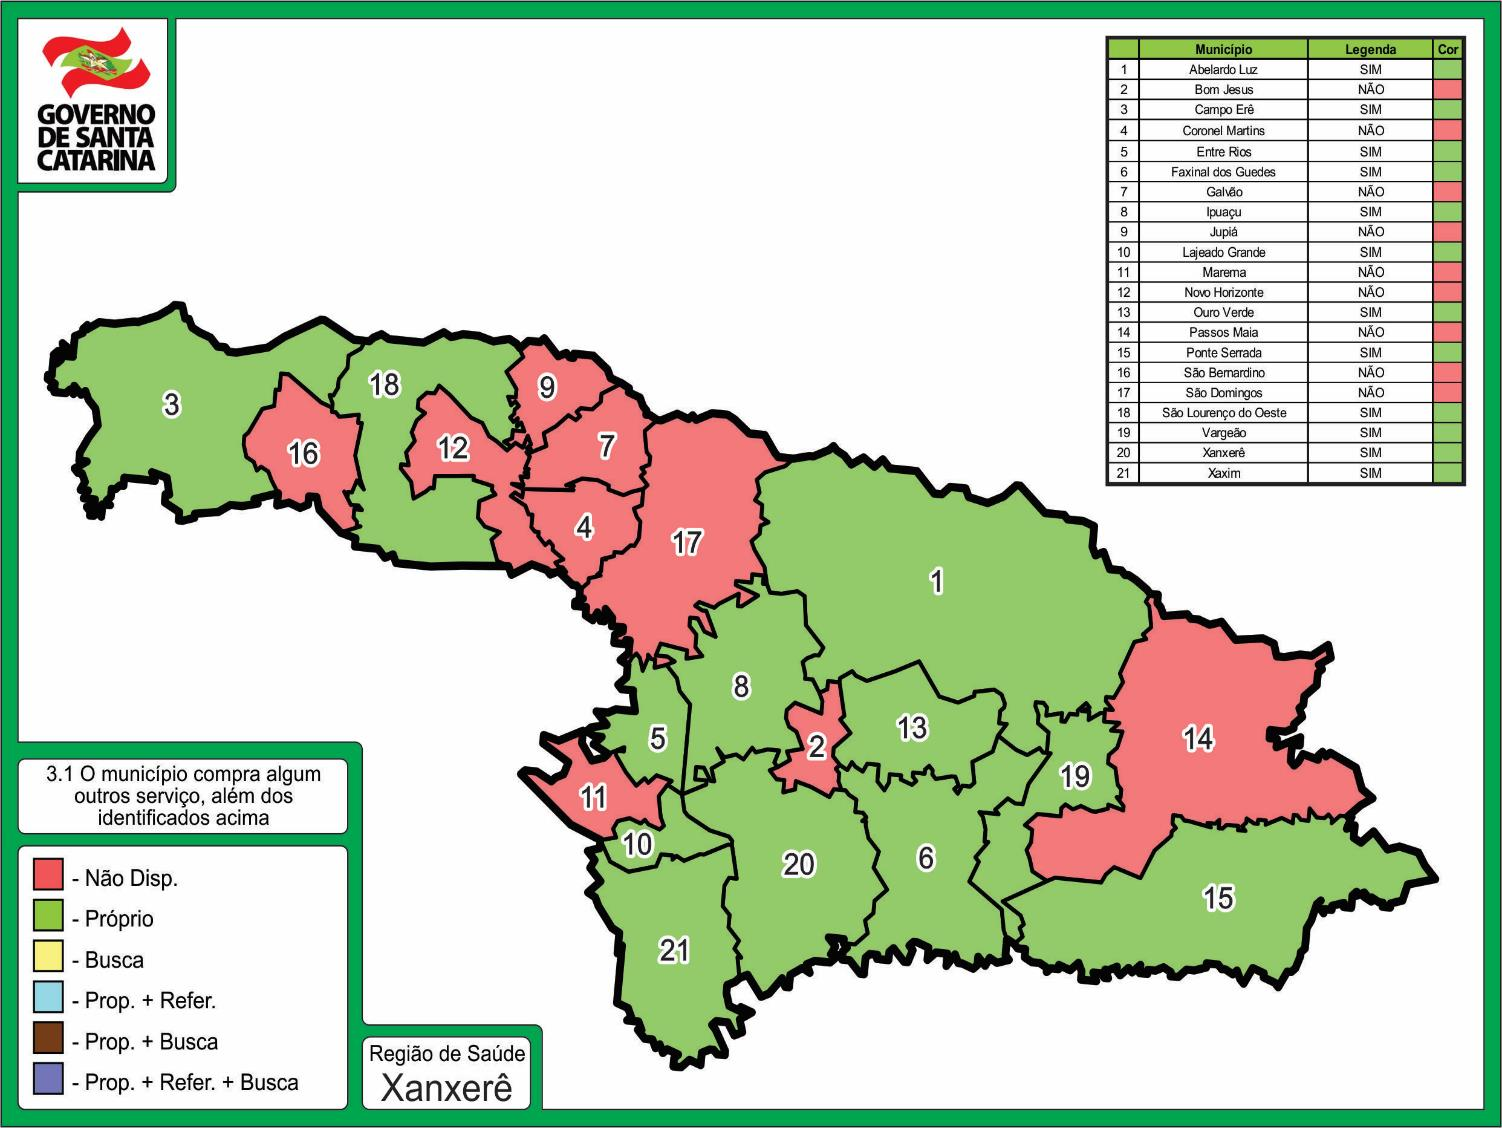 GOVERNO
DE SANTA
CATARINA
Município Legenda Cor
1 Abelardo Luz SIM
2 Bom Jesus NÃO
3 Campo Erê SIM
4 Coronel Martins NÃO
5 Entre Rios SIM
6 Faxinal dos Guedes SIM
7 Galvão NÃO
8 Ipuaçu SIM
9 Jupiá NÃO
10 Lajeado Grande SIM
11 Marema NÃO
12 Novo Horizonte NÃO
13 Ouro Verde SIM
14 Passos Maia NÃO
15 Ponte Serrada SIM
16 São Bernardino NÃO
17 São Domingos NÃO
18 São Lourenço do Oeste SIM
19 Vargeão SIM
20 Xanxerê SIM
21 Xaxim SIM
3
18
9
16
12
7
4
17
1
8
5
2
13
14
19
11
10
20
6
15
21
3.1 O município compra algum
outros serviço, além dos
identificados acima
- Não Disp.
- Próprio
- Busca
- Prop. + Refer.
- Prop. + Busca
- Prop. + Refer. + Busca
Região de Saúde
Xanxerê